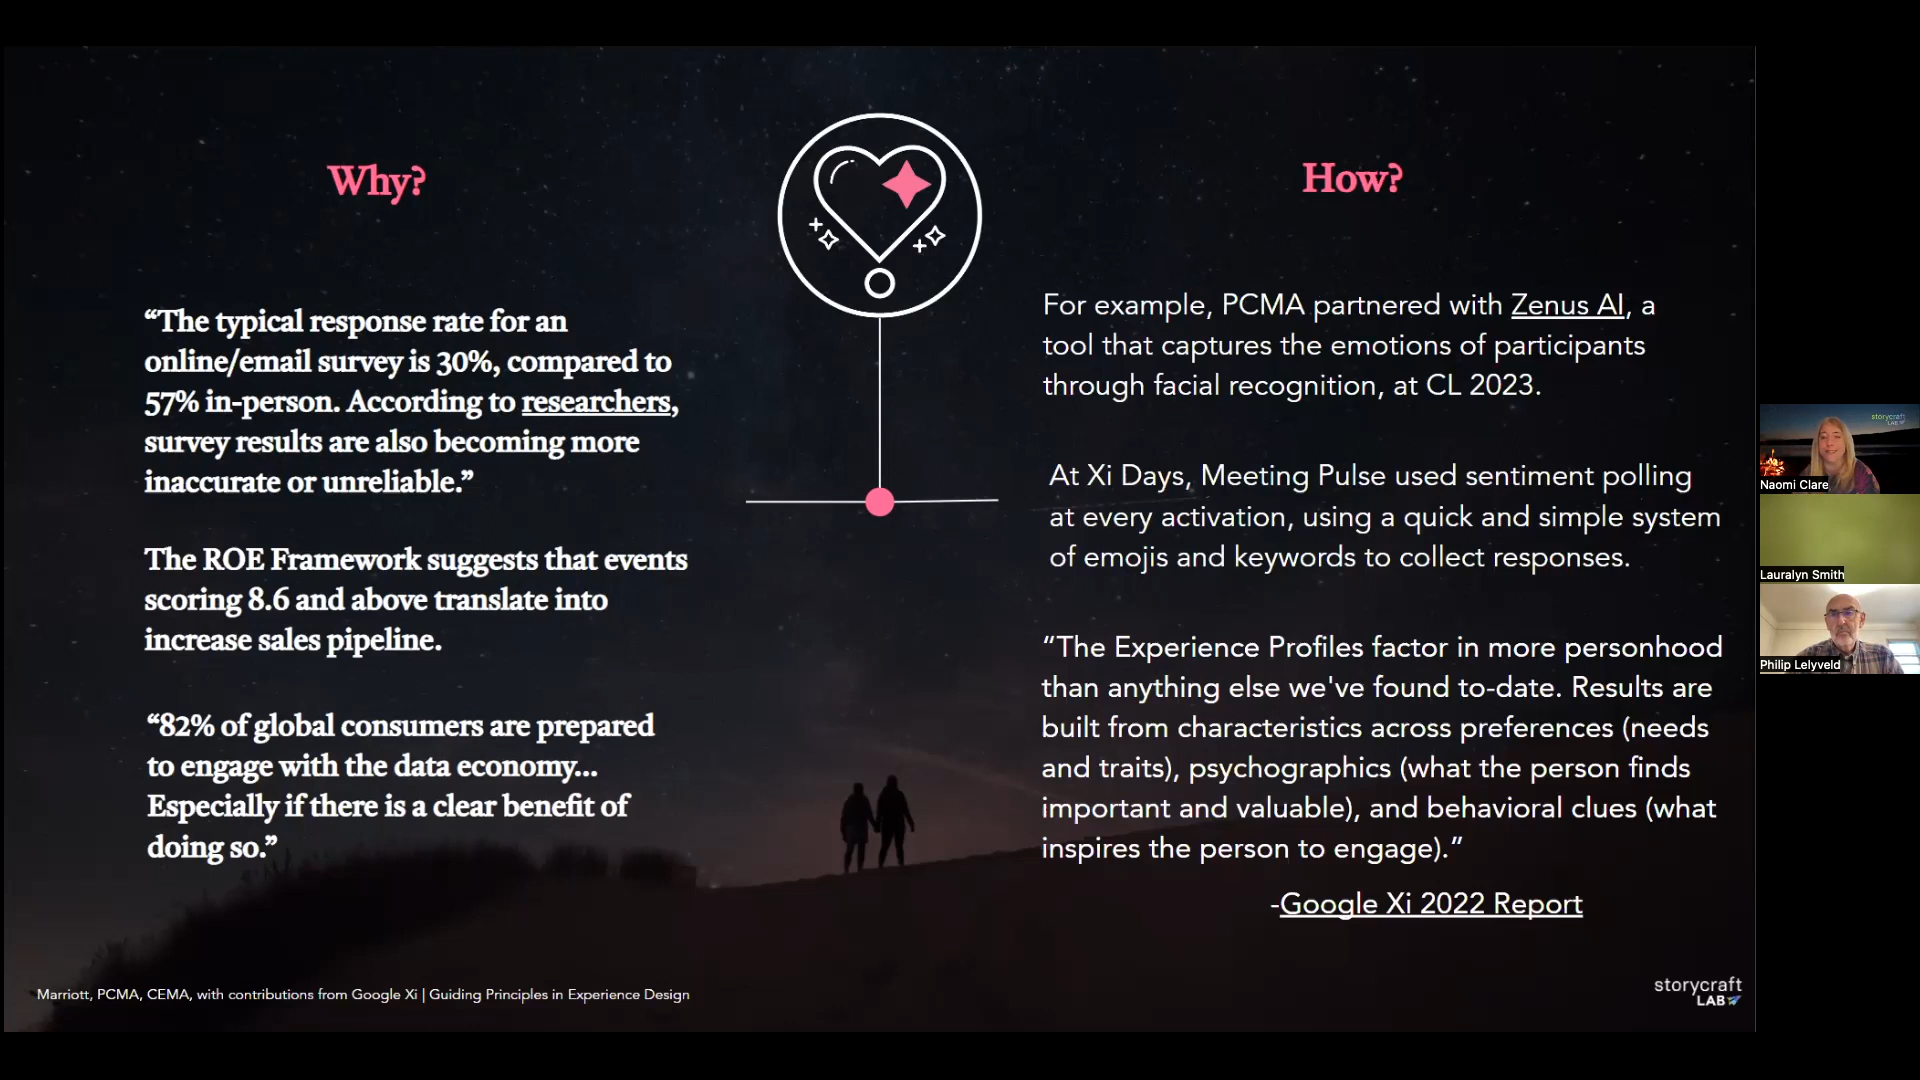 Why?
“The typical response rate for an
online/email survey is 30%, compared to
57% in-person. According to researchers,
survey results are also becoming more
inaccurate or unreliable.”
The ROE Framework suggests that events
scoring 8.6 and above translate into
increase sales pipeline.
“82% of global consumers are prepared
to engage with the data economy...
Especially if there is a clear benefit of
doing so.”
How?
For example, PCMA partnered with Zenus AI, a
tool that captures the emotions of participants
through facial recognition, at CL 2023.
At Xi Days, Meeting Pulse used sentiment polling
at every activation, using a quick and simple system
of emojis and keywords to collect responses.
“The Experience Profiles factor in more personhood
than anything else we've found to-date. Results are
built from characteristics across preferences (needs
and traits), psychographics (what the person finds
important and valuable), and behavioral clues (what
inspires the person to engage).”
-Google Xi 2022 Report
Marriott, PCMA, CEMA, with contributions from Google Xi | Guiding Principles in Experience Design
storycraft
LAB
storycraft
LAB
Naomi Clare
Lauralyn Smith
Philip Lelyveld